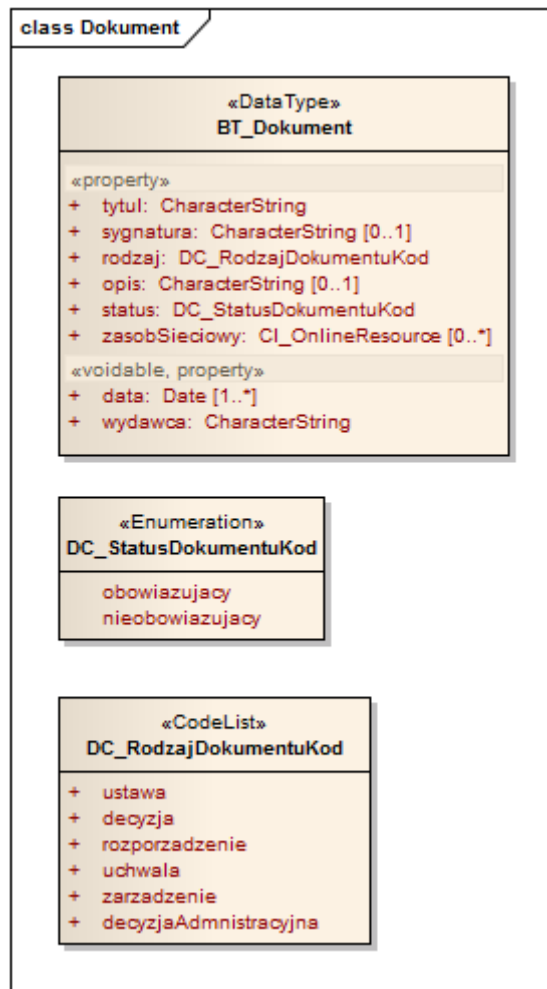 class Dokument
«DataType»
BT_Dokument
«property»
+ tytul: CharacterString
+ sygnatura: CharacterString [0..1]
+ rodzaj: DC_RodzajDokumentuKod
+ opis: CharacterString [0..1]
+ status: DC_StatusDokumentuKod
+ zasobSieciowy: CI_OnlineResource [0..*]
«voidable, property»
+ data: Date [1..*]
+ wydawca: CharacterString
«Enumeration»
DC_StatusDokumentuKod
obowiazujacy
nieobowiazujacy
«CodeList»
DC_RodzajDokumentuKod
+ ustawa
+ decyzja
+ rozporzadzenie
+ uchwala
+ zarzadzenie
+ decyzjaAdmnistracyjna